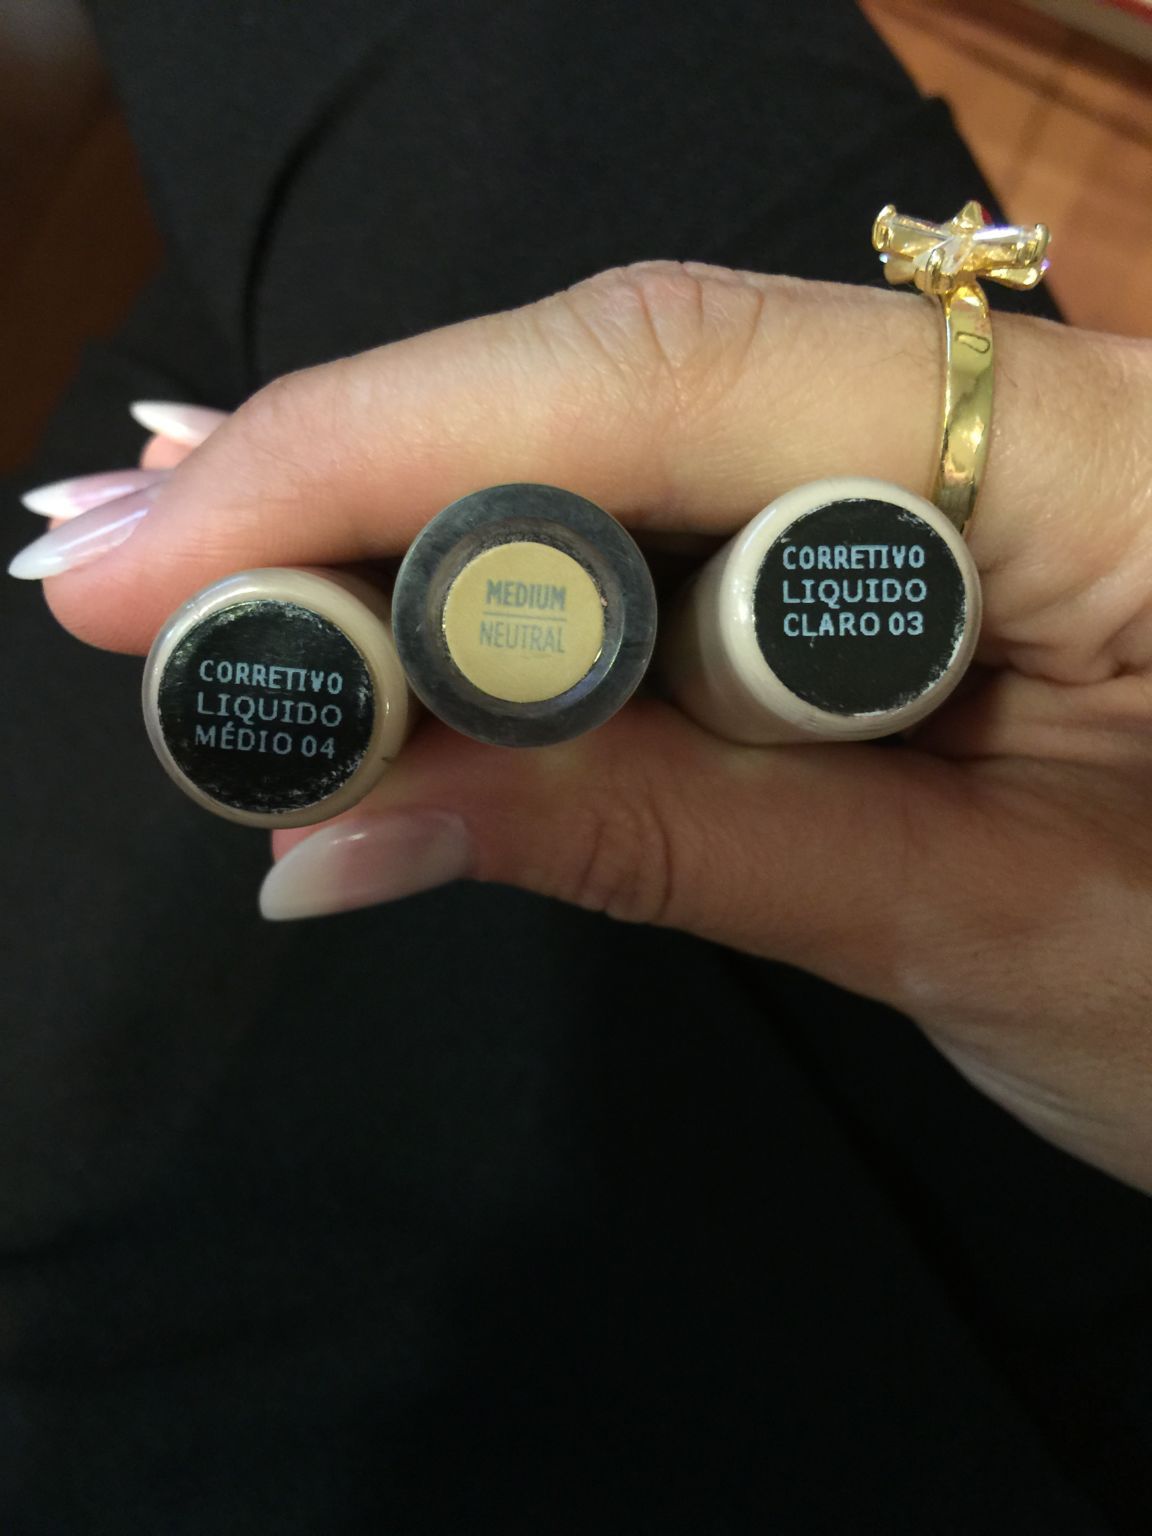 CORRETIVO
LIQUIDO
MÉDIO 04
MEDIUM
NEUTRAL
CORRETIVO
LIQUIDO
CLARO 03